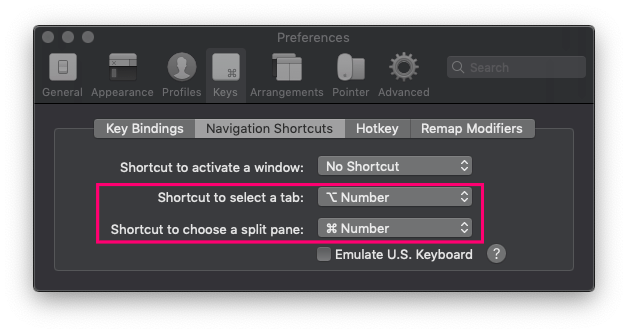 Preferences
General Appearance Profiles Keys Arrangements Pointer Advanced
Search
Key Bindings Navigation Shortcuts Hotkey Remap Modifiers
Shortcut to activate a window: No Shortcut
Shortcut to select a tab: ⌥ Number
Shortcut to choose a split pane: ⌘ Number
Emulate U.S. Keyboard ?